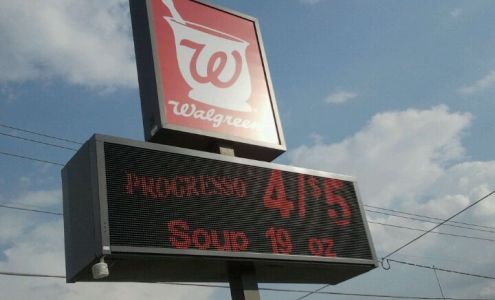 W
Walgreens
PROGRESSO 4/$5
Soup 19 oz